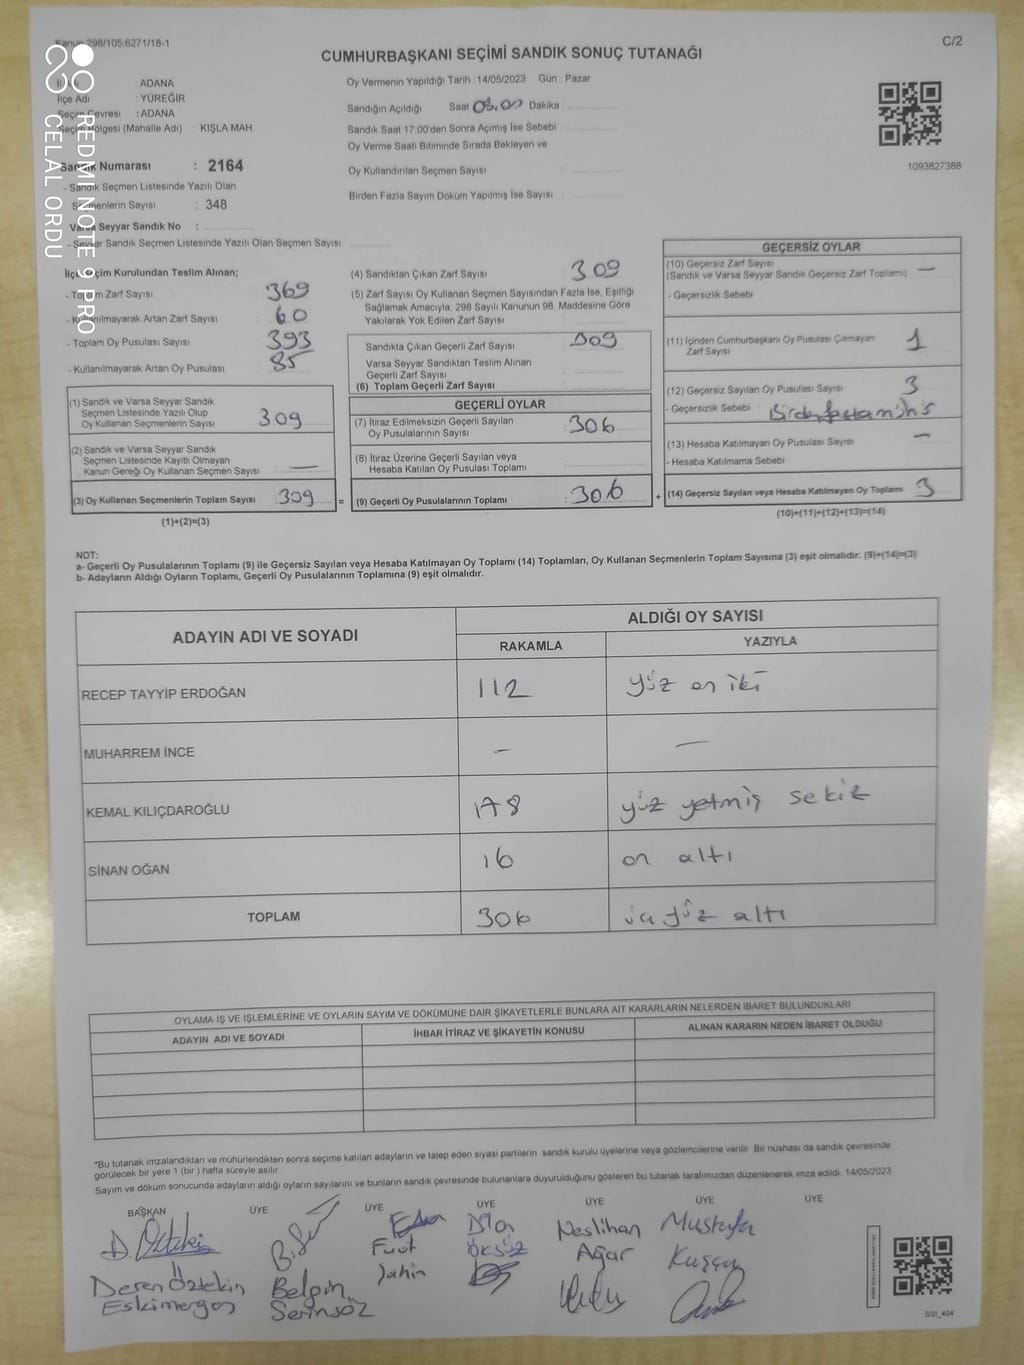 Kanun 298/105 6271/18-1
C/2
CUMHURBAŞKANI SEÇİMİ SANDIK SONUÇ TUTANAĞI
: ADANA
İlçe Adı : YÜREĞİR
Seçim Çevresi : ADANA
Seçim Bölgesi (Mahalle Adı) : KIŞLA MAH.
Sandık Numarası : 2164
- Sandık Seçmen Listesinde Yazılı Olan
Seçmenlerin Sayısı : 348
Varsa Seyyar Sandık No :
- Seyyar Sandık Seçmen Listesinde Yazılı Olan Seçmen Sayısı
Oy Vermenin Yapıldığı Tarih : 14/05/2023 Gün : Pazar
Sandığın Açıldığı Saat Dakika
Sandık Saat 17:00'den Sonra Açımış İse Sebebi :
Oy Verme Saati Bitiminde Sırada Bekleyen ve
Oy Kullandırılan Seçmen Sayısı :
Birden Fazla Sayım Döküm Yapılmış İse Sayısı :
1093827388
REDMI NOTE 9 PRO
CELAL ORDU
İlçe Seçim Kurulundan Teslim Alınan;
- Toplam Zarf Sayısı : 369
- Kullanılmayarak Artan Zarf Sayısı : 60
- Toplam Oy Pusulası Sayısı : 393
- Kullanılmayarak Artan Oy Pusulası : 85
(1) Sandık ve Varsa Seyyar Sandık
Seçmen Listesinde Yazılı Olup
Oy Kullanan Seçmenlerin Sayısı : 309
(2) Sandık ve Varsa Seyyar Sandık
Seçmen Listesinde Kayıtlı Olmayan
Kanun Gereği Oy Kullanan Seçmen Sayısı : —
(3) Oy Kullanan Seçmenlerin Toplam Sayısı : 309 =
(1)+(2)=(3)
(4) Sandıktan Çıkan Zarf Sayısı : 309
(5) Zarf Sayısı Oy Kullanan Seçmen Sayısından Fazla İse, Eşitliği
Sağlamak Amacıyla, 298 Sayılı Kanunun 98. Maddesine Göre
Yakılarak Yok Edilen Zarf Sayısı :
Sandıkta Çıkan Geçerli Zarf Sayısı : 309
Varsa Seyyar Sandıktan Teslim Alınan
Geçerli Zarf Sayısı :
(6) Toplam Geçerli Zarf Sayısı :
GEÇERLİ OYLAR
(7) İtiraz Edilmeksizin Geçerli Sayılan
Oy Pusulalarının Sayısı : 306
(8) İtiraz Üzerine Geçerli Sayılan veya
Hesaba Katılan Oy Pusulası Toplamı :
(9) Geçerli Oy Pusulalarının Toplamı : 306 +
GEÇERSİZ OYLAR
(10) Geçersiz Zarf Sayısı
(Sandık ve Varsa Seyyar Sandık Geçersiz Zarf Toplamı) : —
- Geçersizlik Sebebi :
(11) İçinden Cumhurbaşkanı Oy Pusulası Çıkmayan
Zarf Sayısı : 1
(12) Geçersiz Sayılan Oy Pusulası Sayısı : 3
- Geçersizlik Sebebi :
(13) Hesaba Katılmayan Oy Pusulası Sayısı : —
- Hesaba Katılmama Sebebi :
(14) Geçersiz Sayılan veya Hesaba Katılmayan Oy Toplamı : 3
(10)+(11)+(12)+(13)=(14)
NOT:
a- Geçerli Oy Pusulalarının Toplamı (9) ile Geçersiz Sayılan veya Hesaba Katılmayan Oy Toplamı (14) Toplamları, Oy Kullanan Seçmenlerin Toplam Sayısına (3) eşit olmalıdır. (9)+(14)=(3)
b- Adayların Aldığı Oyların Toplamı, Geçerli Oy Pusulalarının Toplamına (9) eşit olmalıdır.
ADAYIN ADI VE SOYADI
ALDIĞI OY SAYISI
RAKAMLA YAZIYLA
RECEP TAYYİP ERDOĞAN 112 yüz on iki
MUHARREM İNCE - —
KEMAL KILIÇDAROĞLU 178 yüz yetmiş sekiz
SİNAN OĞAN 16 on altı
TOPLAM 306 üç yüz altı
OYLAMA İŞ VE İŞLEMLERİNE VE OYLARIN SAYIM VE DÖKÜMÜNE DAİR ŞİKAYETLERLE BUNLARA AİT KARARLARIN NELERDEN İBARET BULUNDUKLARI
ADAYIN ADI VE SOYADI İHBAR İTİRAZ VE ŞİKAYETİN KONUSU ALINAN KARARIN NEDEN İBARET OLDUĞU
*Bu tutanak imzalandıktan ve mühürlendikten sonra seçime katılan adayların ve talep eden siyasi partilerin sandık kurulu üyelerine veya gözlemcilerine verilir. Bir nüshası da sandık çevresinde
görülecek bir yere 1 (bir) hafta süreyle asılır.
Sayım ve döküm sonucunda adayların aldığı oyların sayılarını ve bunların sandık çevresinde bulunanlara duyurulduğunu gösteren bu tutanak tarafımızdan düzenlenerek imza edildi. 14/05/2023
BAŞKAN ÜYE ÜYE ÜYE ÜYE ÜYE ÜYE
D. Öztekin
Deren Öztekin
Eskimergen
Belgin
Serinsöz
Fuat
Şahin
Öksüz
Neslihan
Ağar
Mustafa
SSt_404